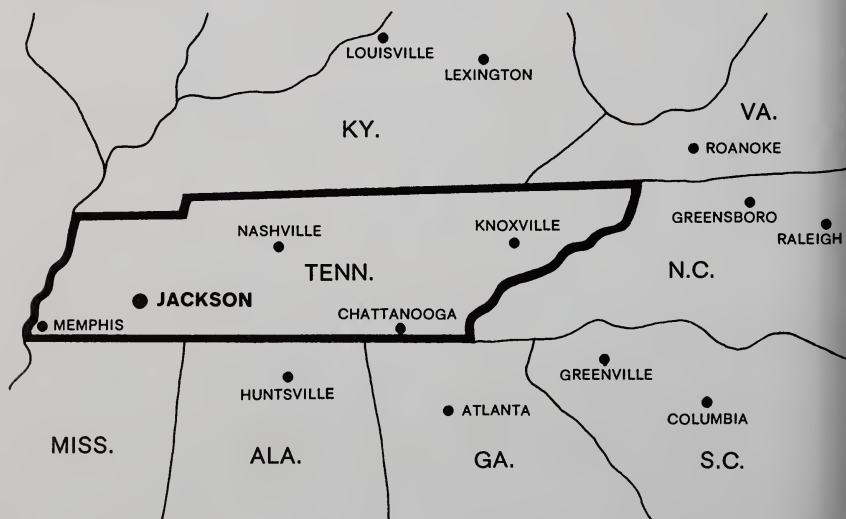 LOUISVILLE
LEXINGTON
VA.
KY.
ROANOKE
GREENSBORO
NASHVILLE
KNOXVILLE
RALEIGH
TENN.
N.C.
JACKSON
CHATTANOOGA
MEMPHIS
GREENVILLE
HUNTSVILLE
ATLANTA
COLUMBIA
MISS.
ALA.
GA.
S.C.